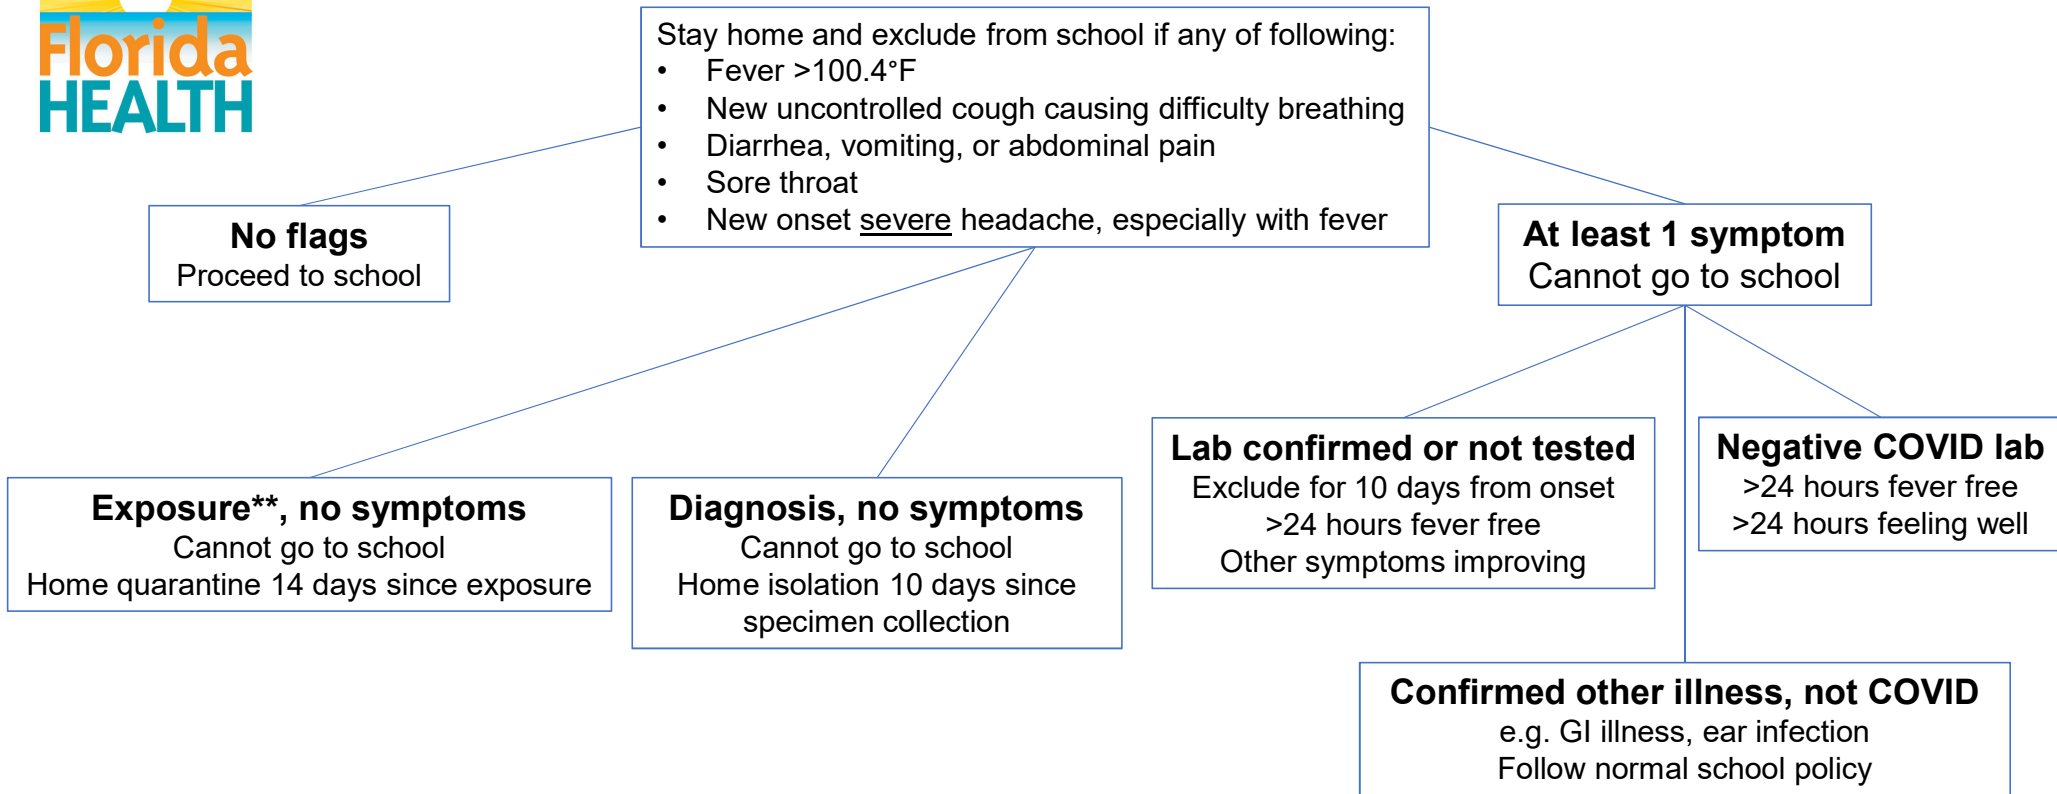 Florida
HEALTH
Stay home and exclude from school if any of following:
• Fever >100.4°F
• New uncontrolled cough causing difficulty breathing
• Diarrhea, vomiting, or abdominal pain
• Sore throat
• New onset severe headache, especially with fever
No flags
Proceed to school
At least 1 symptom
Cannot go to school
Exposure**, no symptoms
Cannot go to school
Home quarantine 14 days since exposure
Diagnosis, no symptoms
Cannot go to school
Home isolation 10 days since
specimen collection
Lab confirmed or not tested
Exclude for 10 days from onset
>24 hours fever free
Other symptoms improving
Negative COVID lab
>24 hours fever free
>24 hours feeling well
Confirmed other illness, not COVID
e.g. GI illness, ear infection
Follow normal school policy